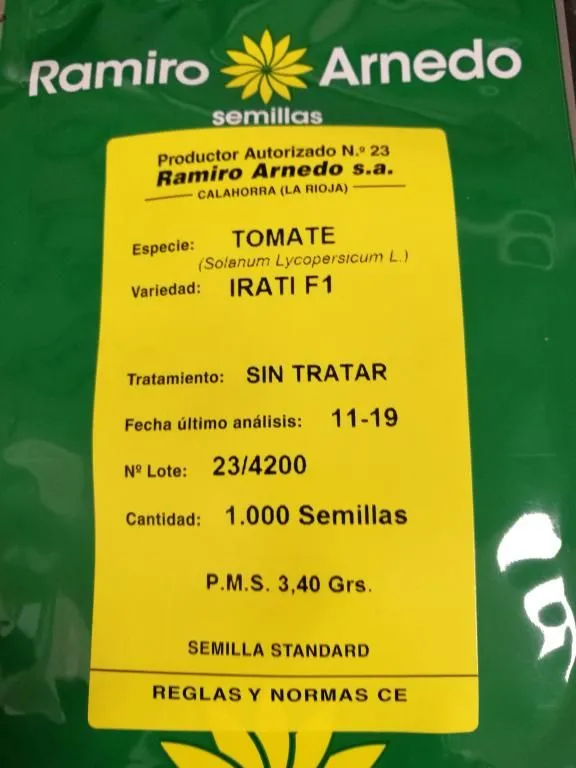 Ramiro Arnedo
semillas
Productor Autorizado N.º 23
Ramiro Arnedo s.a.
CALAHORRA (LA RIOJA)
Especie: TOMATE
(Solanum Lycopersicum L.)
Variedad: IRATI F1
Tratamiento: SIN TRATAR
Fecha último análisis: 11-19
Nº Lote: 23/4200
Cantidad: 1.000 Semillas
P.M.S. 3,40 Grs.
SEMILLA STANDARD
REGLAS Y NORMAS CE